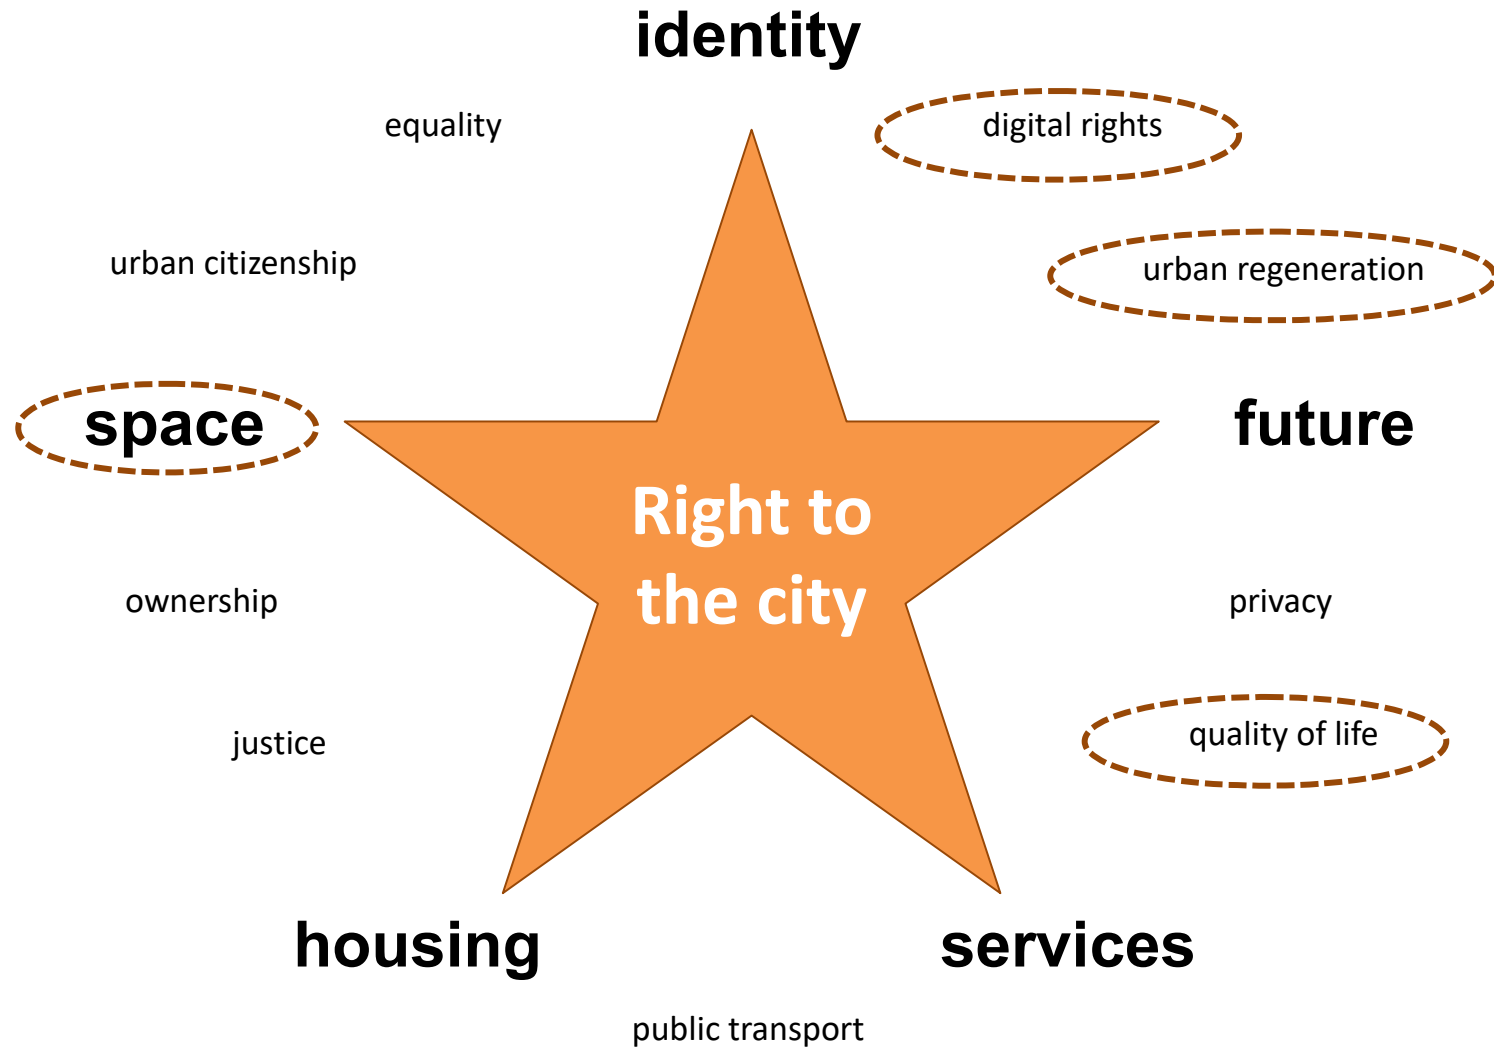 identity
equality
digital rights
urban citizenship
urban regeneration
space
future
Right to
the city
ownership
privacy
justice
quality of life
housing
services
public transport